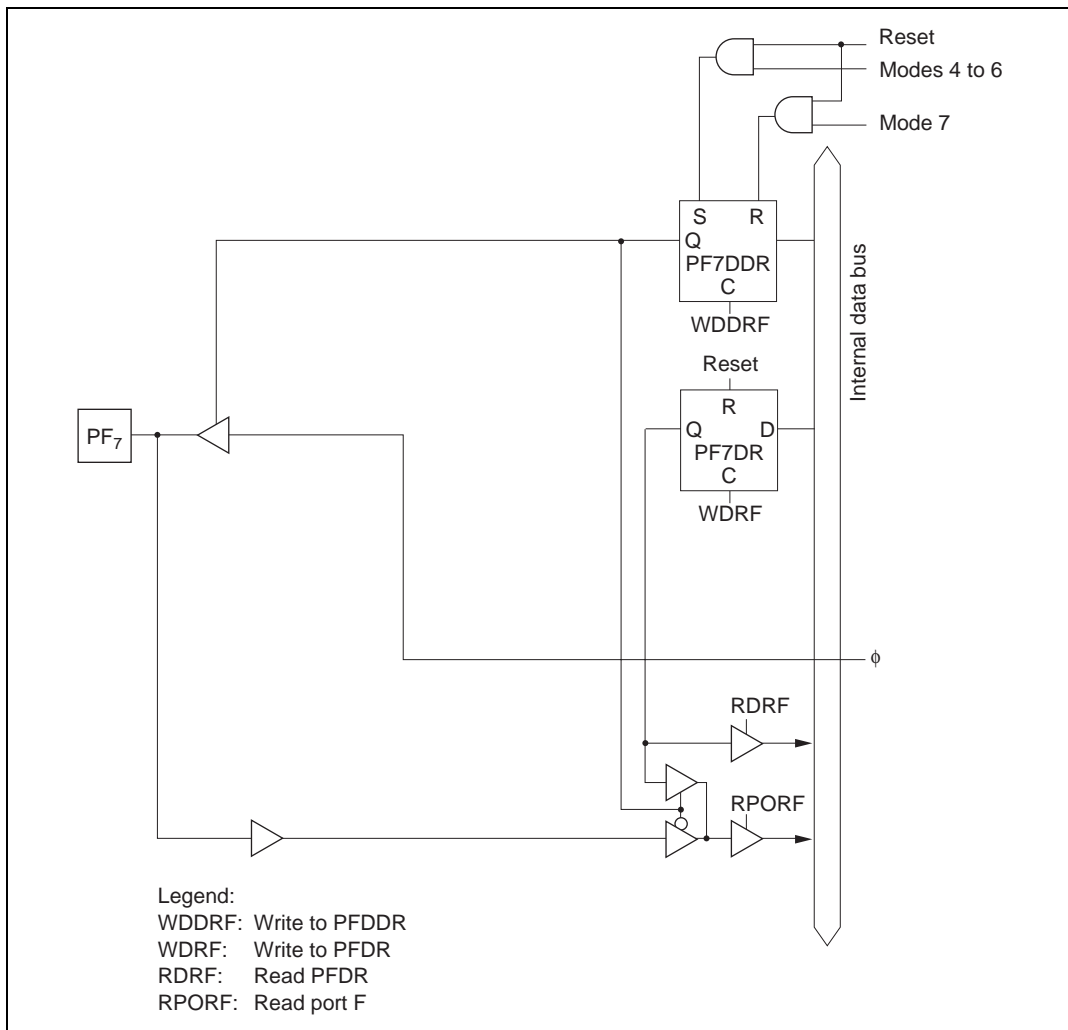 Reset
Modes 4 to 6
Mode 7
S R
Q
PF7DDR
C
WDDRF
Internal data bus
Reset
R
Q D
PF7DR
C
WDRF
PF7
ϕ
RDRF
RPORF
Legend:
WDDRF: Write to PFDDR
WDRF: Write to PFDR
RDRF: Read PFDR
RPORF: Read port F